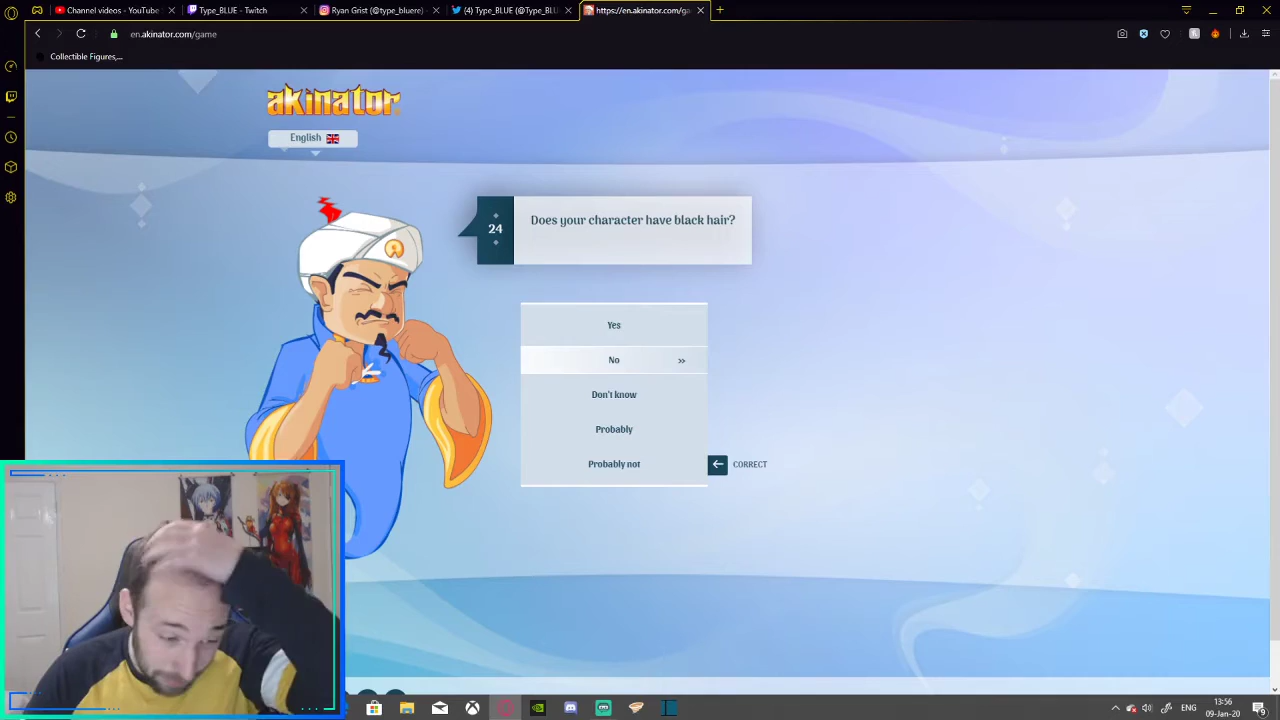 Channel videos - YouTube
Type_BLUE - Twitch
Ryan Grist (@type_bluere) -
(4) Type_BLUE (@Type_BLU
https://en.akinator.com/ga
en.akinator.com/game
Collectible Figures,...
akinator
English
24
Does your character have black hair?
Yes
No
Don't know
Probably
Probably not
CORRECT
ENG
13:56
09-Jan-20